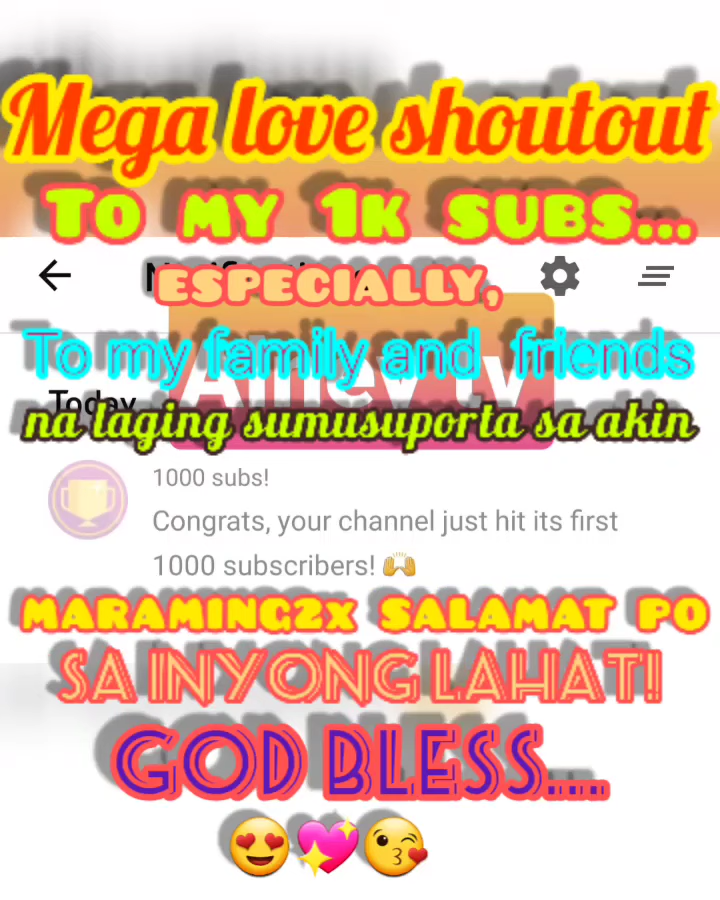 Mega love shoutout
TO MY 1K SUBS...
ESPECIALLY,
To my family and friends
Today
na laging sumusuporta sa akin
1000 subs!
Congrats, your channel just hit its first
1000 subscribers! 🙌
MARAMING2X SALAMAT PO
SA INYONG LAHAT!
GOD BLESS....
😍💖😘